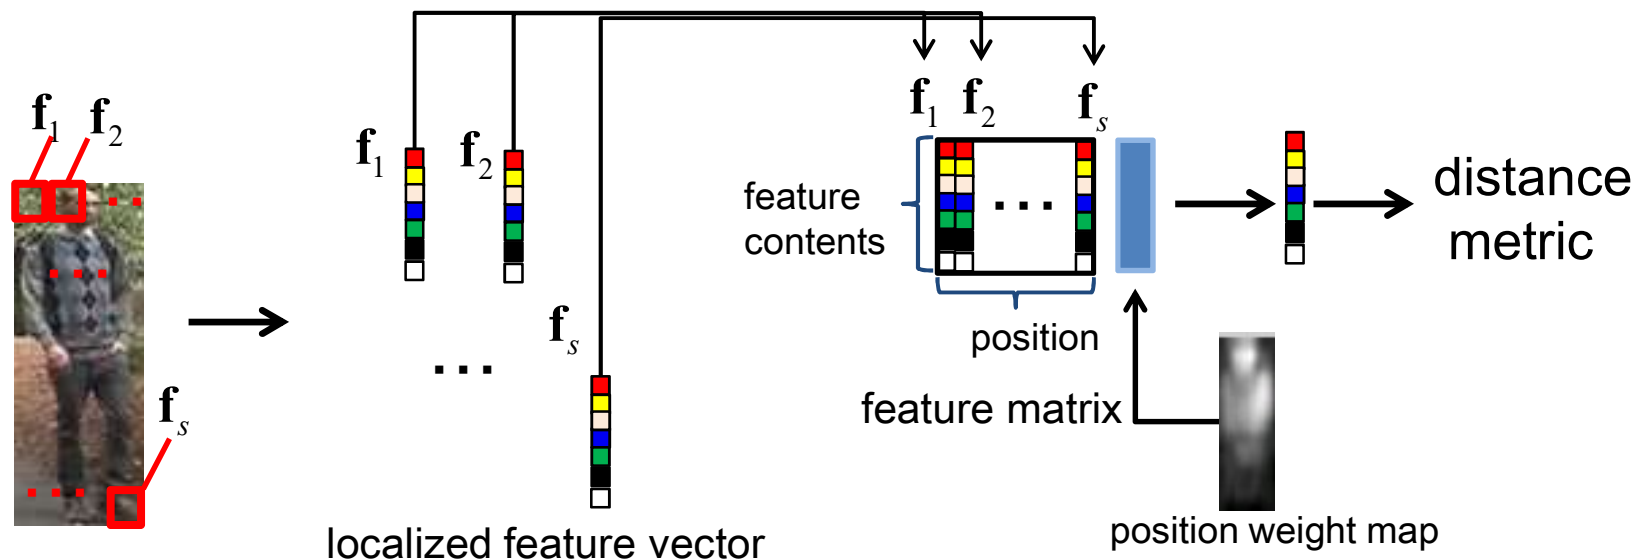 f1 f2
f1
f2
fs
fs
f1 f2 fs
feature
contents
position
feature matrix
distance
metric
localized feature vector
position weight map